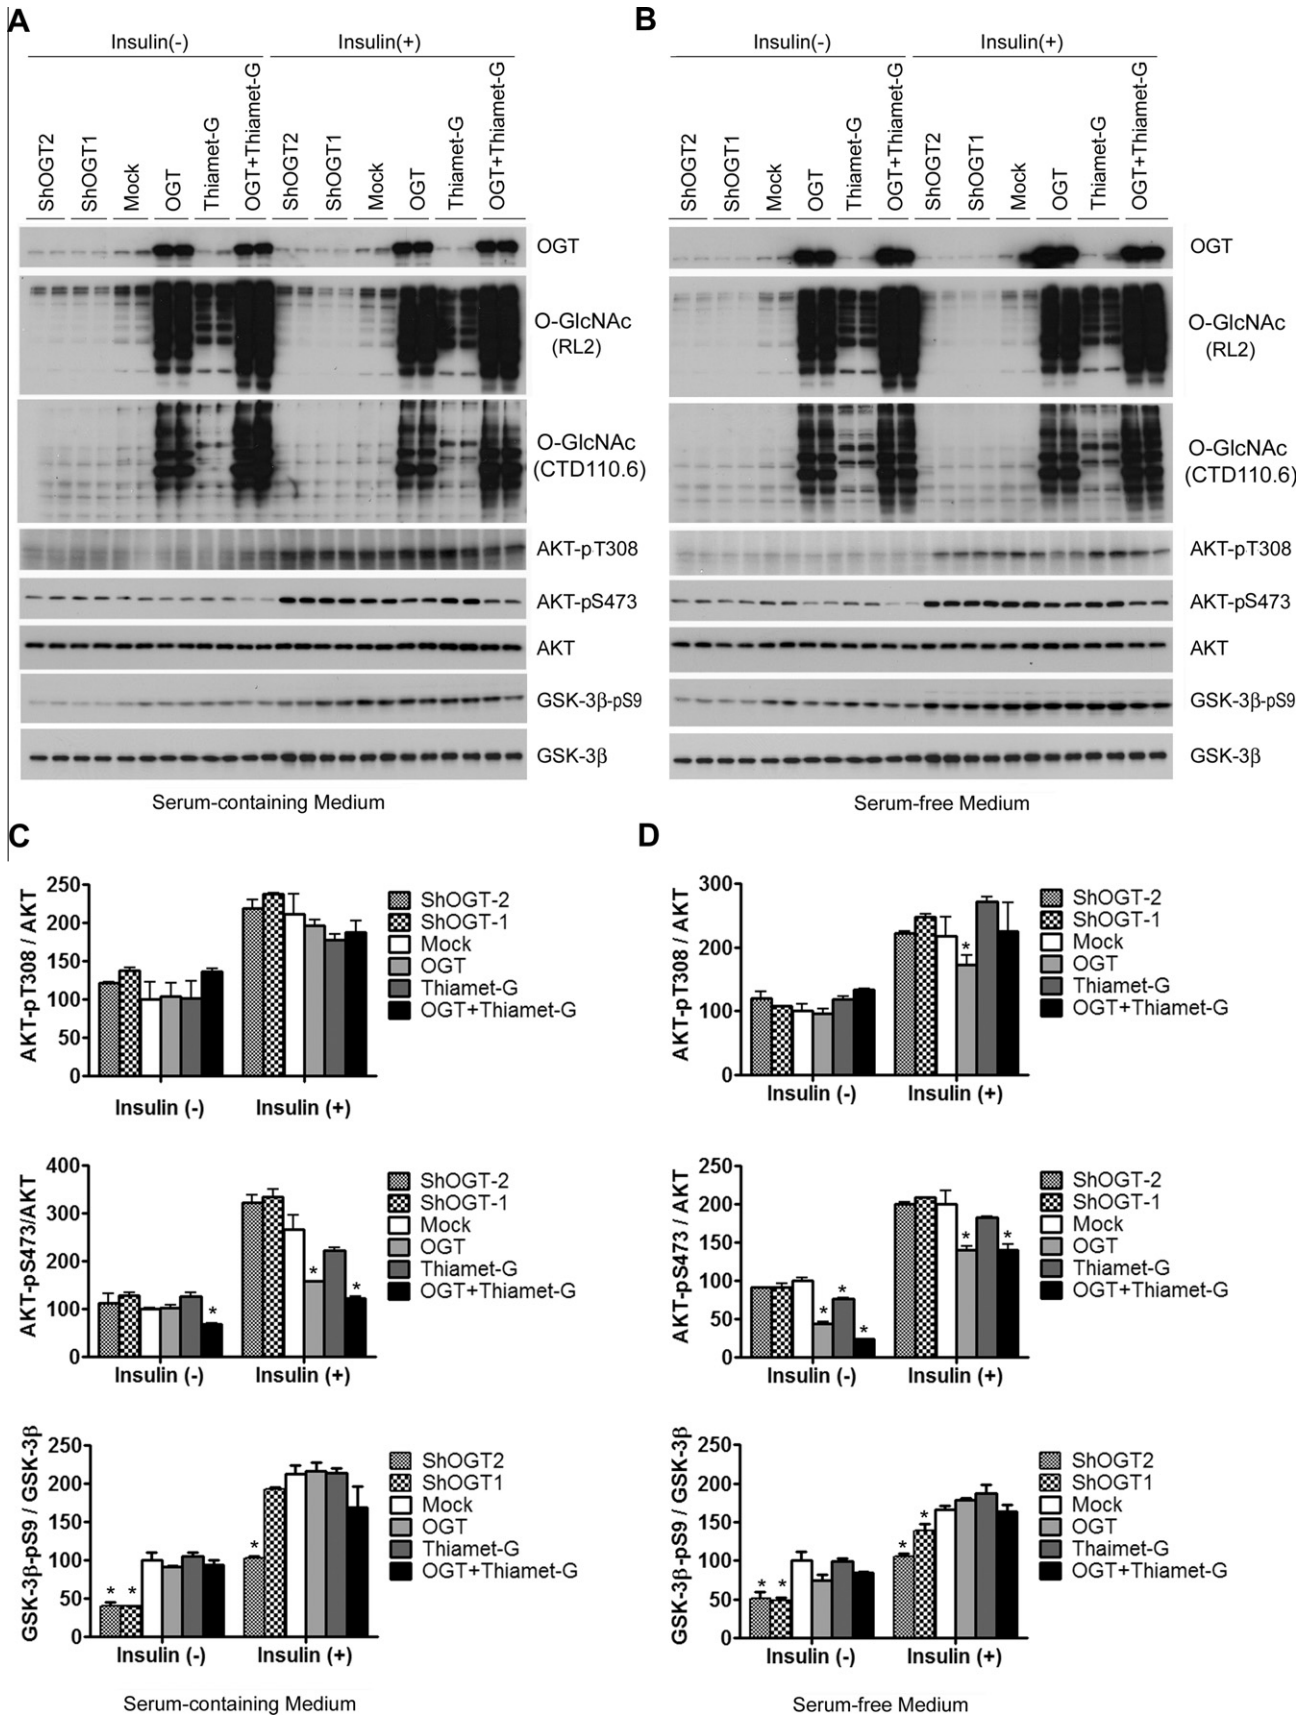 A
Insulin(-) Insulin(+)
ShOGT2 ShOGT1 Mock OGT Thiamet-G OGT+Thiamet-G ShOGT2 ShOGT1 Mock OGT Thiamet-G OGT+Thiamet-G
OGT
O-GlcNAc
(RL2)
O-GlcNAc
(CTD110.6)
AKT-pT308
AKT-pS473
AKT
GSK-3β-pS9
GSK-3β
Serum-containing Medium
B
Insulin(-) Insulin(+)
ShOGT2 ShOGT1 Mock OGT Thiamet-G OGT+Thiamet-G ShOGT2 ShOGT1 Mock OGT Thiamet-G OGT+Thiamet-G
OGT
O-GlcNAc
(RL2)
O-GlcNAc
(CTD110.6)
AKT-pT308
AKT-pS473
AKT
GSK-3β-pS9
GSK-3β
Serum-free Medium
C
AKT-pT308 / AKT
250
200
150
100
50
0
Insulin (-) Insulin (+)
ShOGT-2
ShOGT-1
Mock
OGT
Thiamet-G
OGT+Thiamet-G
AKT-pS473/AKT
400
300
200
100
0
* * *
Insulin (-) Insulin (+)
ShOGT-2
ShOGT-1
Mock
OGT
Thiamet-G
OGT+Thiamet-G
GSK-3β-pS9 / GSK-3β
250
200
150
100
50
0
* * *
Insulin (-) Insulin (+)
ShOGT2
ShOGT1
Mock
OGT
Thiamet-G
OGT+Thiamet-G
Serum-containing Medium
D
AKT-pT308 / AKT
300
200
100
0
*
Insulin (-) Insulin (+)
ShOGT-2
ShOGT-1
Mock
OGT
Thiamet-G
OGT+Thiamet-G
AKT-pS473 / AKT
250
200
150
100
50
0
* * * * *
Insulin (-) Insulin (+)
ShOGT-2
ShOGT-1
Mock
OGT
Thiamet-G
OGT+Thiamet-G
GSK-3β-pS9 / GSK-3β
250
200
150
100
50
0
* * * *
Insulin (-) Insulin (+)
ShOGT2
ShOGT1
Mock
OGT
Thaimet-G
OGT+Thiamet-G
Serum-free Medium